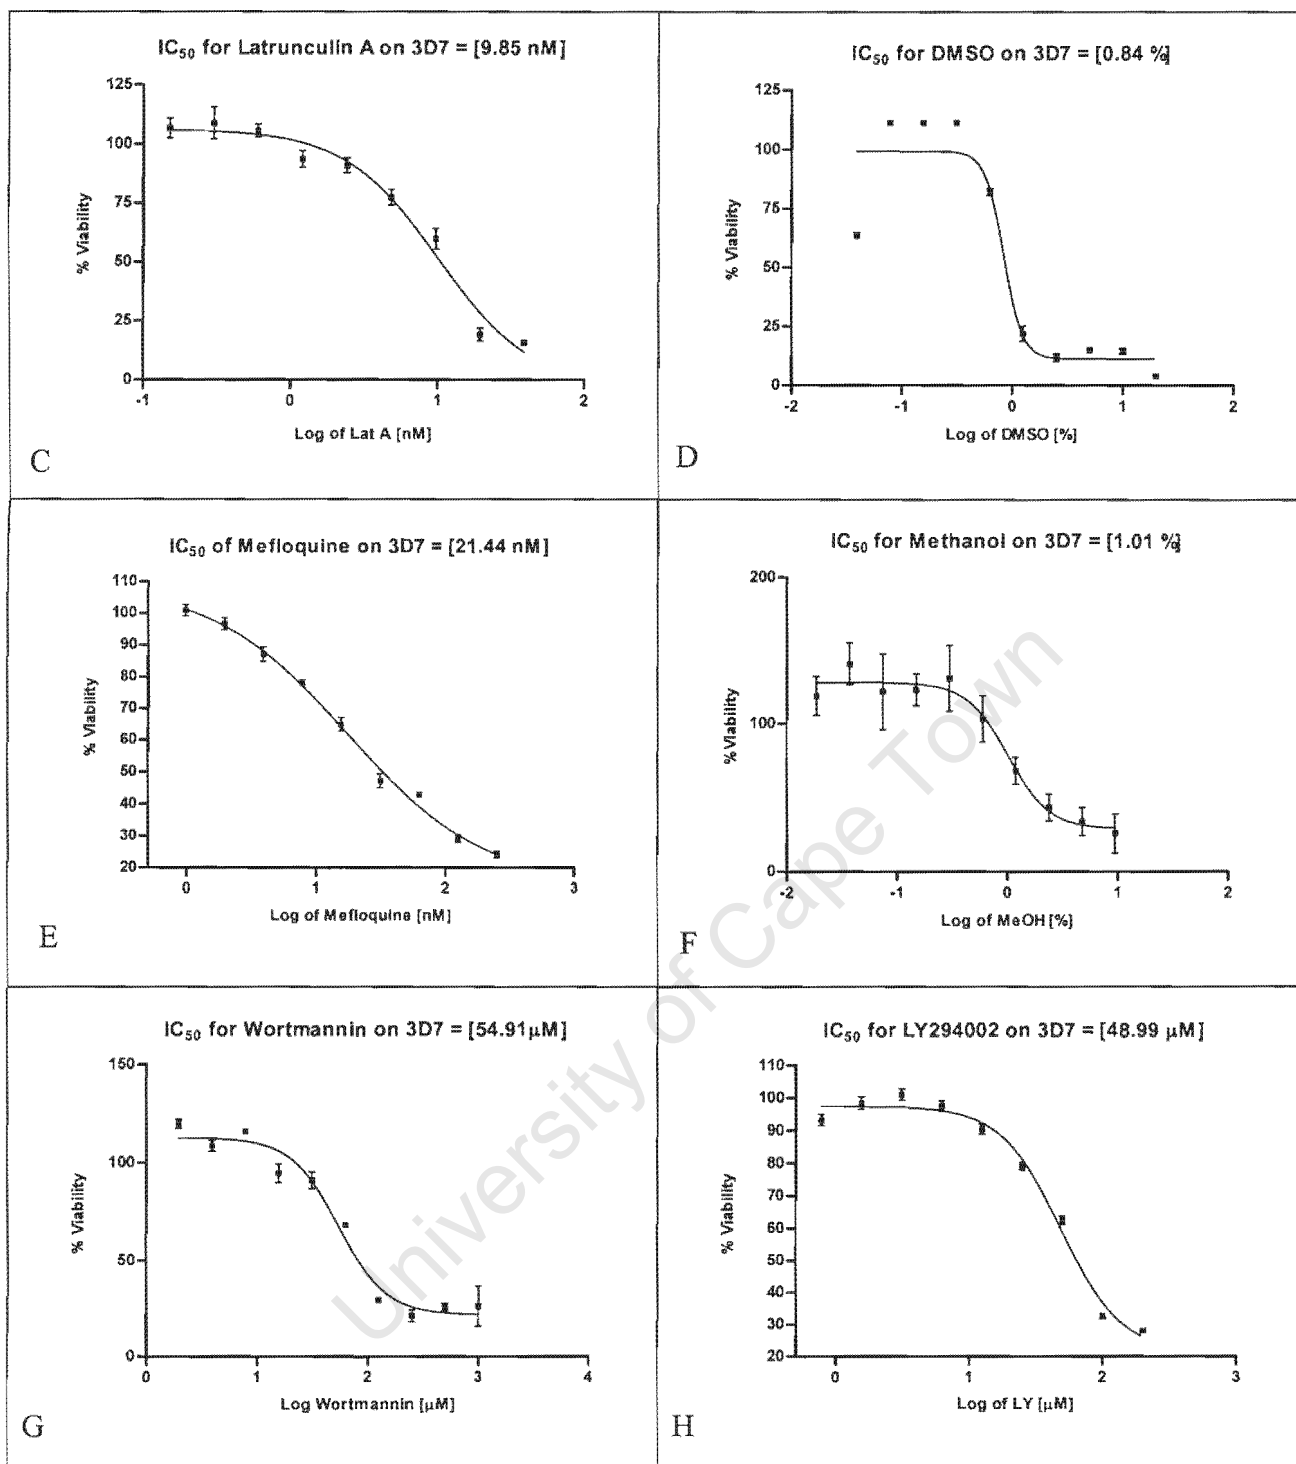 IC50 for Latrunculin A on 3D7 = [9.85 nM]
125
100
75
50
25
0
% Viability
-1
0
1
2
Log of Lat A [nM]
C
IC50 for DMSO on 3D7 = [0.84 %]
125
100
75
50
25
0
% Viability
-2
-1
0
1
2
Log of DMSO [%]
D
IC50 of Mefloquine on 3D7 = [21.44 nM]
110
100
90
80
70
60
50
40
30
20
% Viability
0
1
2
3
Log of Mefloquine [nM]
E
IC50 for Methanol on 3D7 = [1.01 %]
200
100
0
%Viability
-2
-1
0
1
2
Log of MeOH [%]
F
IC50 for Wortmannin on 3D7 = [54.91µM]
150
100
50
0
% Viability
0
1
2
3
4
Log Wortmannin [µM]
G
IC50 for LY294002 on 3D7 = [48.99 µM]
110
100
90
80
70
60
50
40
30
20
% Viability
0
1
2
3
Log of LY [µM]
H
University of Cape Town